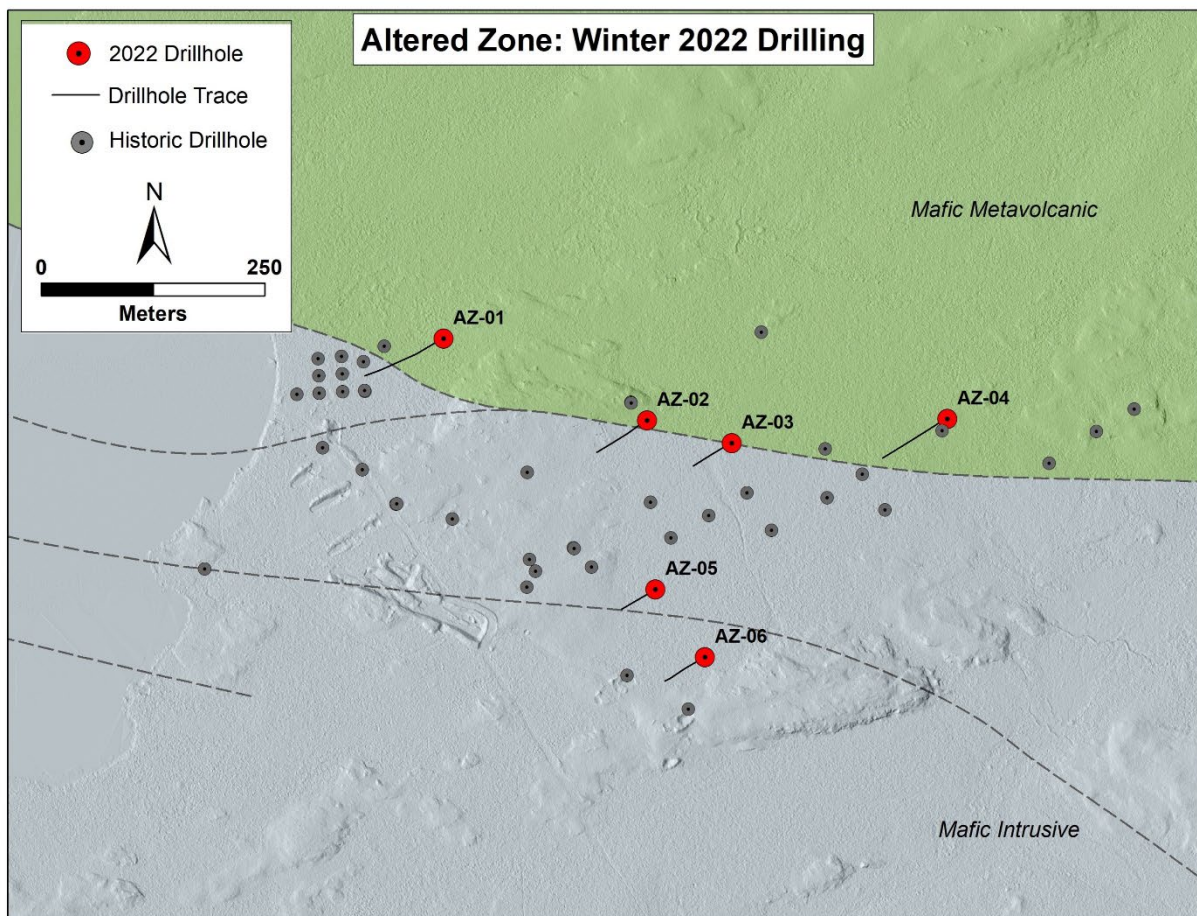 Altered Zone: Winter 2022 Drilling
2022 Drillhole
Drillhole Trace
Historic Drillhole
N
0 250
Meters
Mafic Metavolcanic
AZ-01
AZ-02
AZ-03
AZ-04
AZ-05
AZ-06
Mafic Intrusive